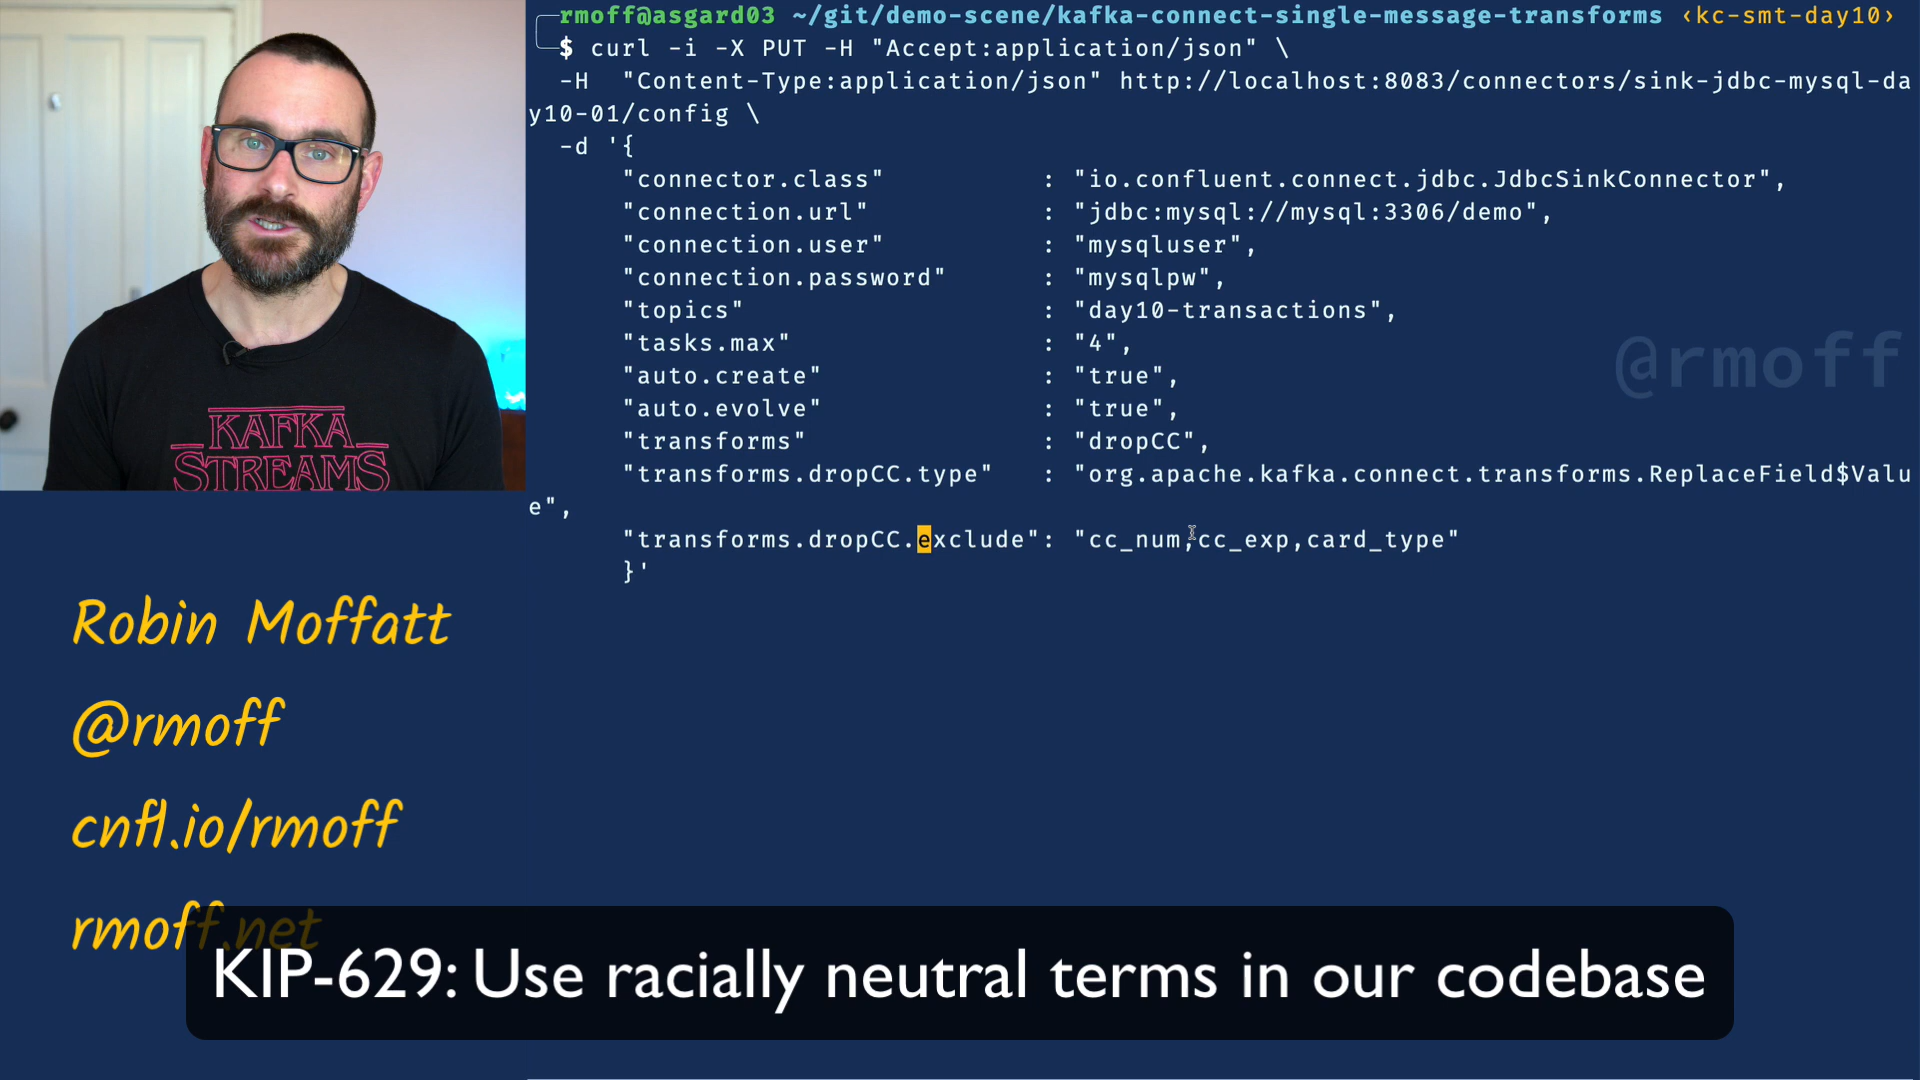 rmoff@asgard03 ~/git/demo-scene/kafka-connect-single-message-transforms ‹kc-smt-day10›
$ curl -i -X PUT -H "Accept:application/json" \
-H  "Content-Type:application/json" http://localhost:8083/connectors/sink-jdbc-mysql-da
y10-01/config \
-d '{
"connector.class" : "io.confluent.connect.jdbc.JdbcSinkConnector",
"connection.url" : "jdbc:mysql://mysql:3306/demo",
"connection.user" : "mysqluser",
"connection.password" : "mysqlpw",
"topics" : "day10-transactions",
"tasks.max" : "4",
"auto.create" : "true",
"auto.evolve" : "true",
"transforms" : "dropCC",
"transforms.dropCC.type" : "org.apache.kafka.connect.transforms.ReplaceField$Valu
e",
"transforms.dropCC.exclude": "cc_num,cc_exp,card_type"
}'
@rmoff
KAFKA
STREAMS
Robin Moffatt
@rmoff
cnfl.io/rmoff
rmoff.net
KIP-629: Use racially neutral terms in our codebase